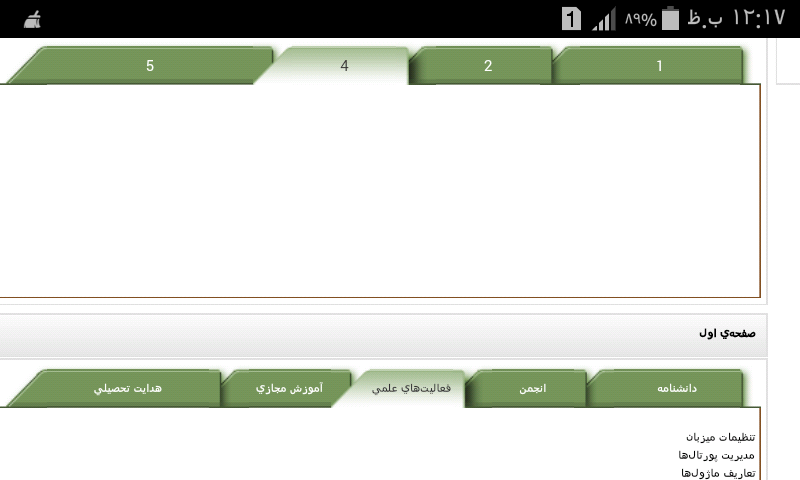 ۱۲:۱۷ ب.ظ ۸۹% 1
1 2 4 5
صفحه‌ي اول
دانشنامه انجمن فعاليت‌هاي علمي آموزش مجازي هدايت تحصيلي
تنظيمات ميزبان
مديريت پورتال‌ها
تعاريف ماژول‌ها